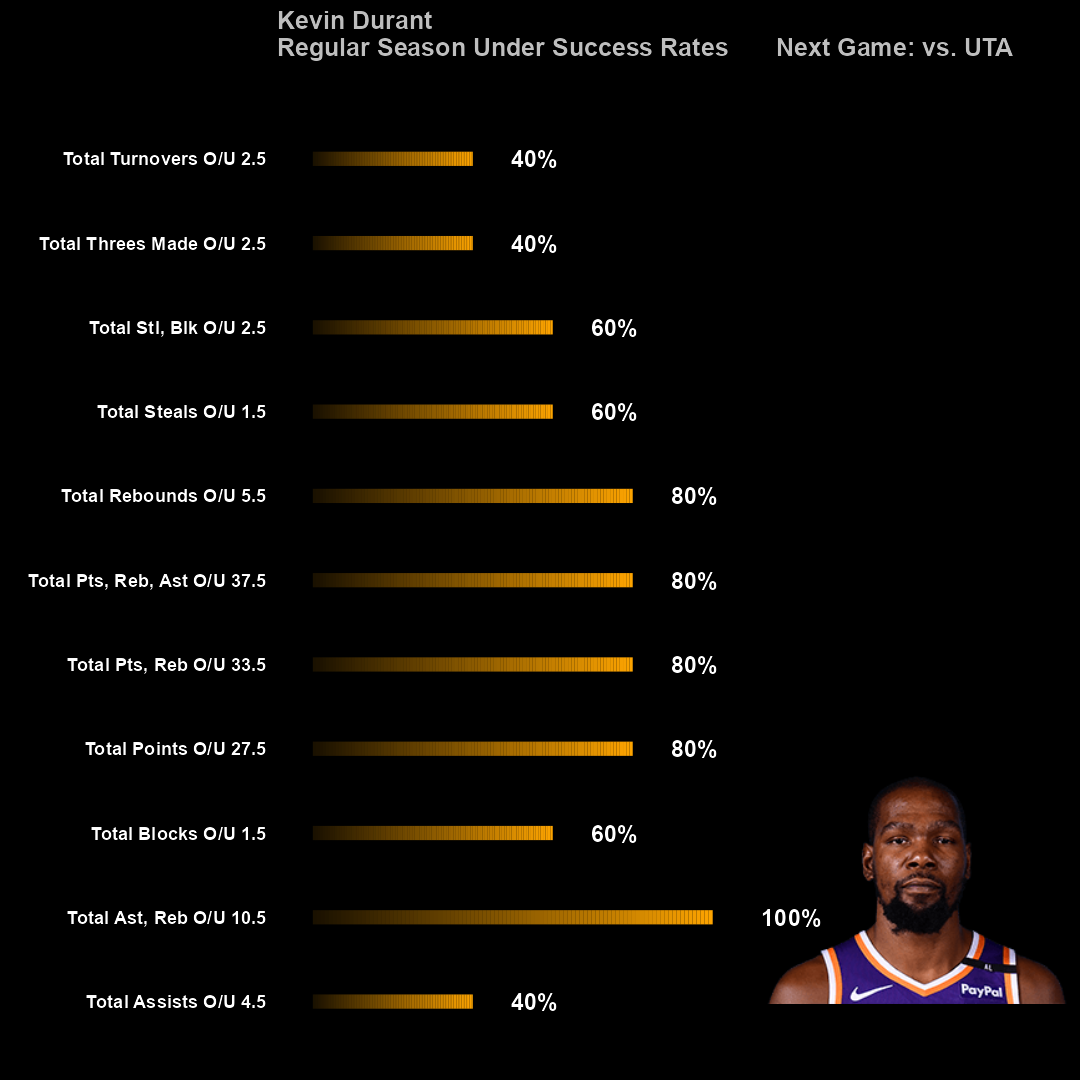 Kevin Durant
Regular Season Under Success Rates Next Game: vs. UTA
Total Turnovers O/U 2.5 40%
Total Threes Made O/U 2.5 40%
Total Stl, Blk O/U 2.5 60%
Total Steals O/U 1.5 60%
Total Rebounds O/U 5.5 80%
Total Pts, Reb, Ast O/U 37.5 80%
Total Pts, Reb O/U 33.5 80%
Total Points O/U 27.5 80%
Total Blocks O/U 1.5 60%
Total Ast, Reb O/U 10.5 100%
AL
PayPal
Total Assists O/U 4.5 40%